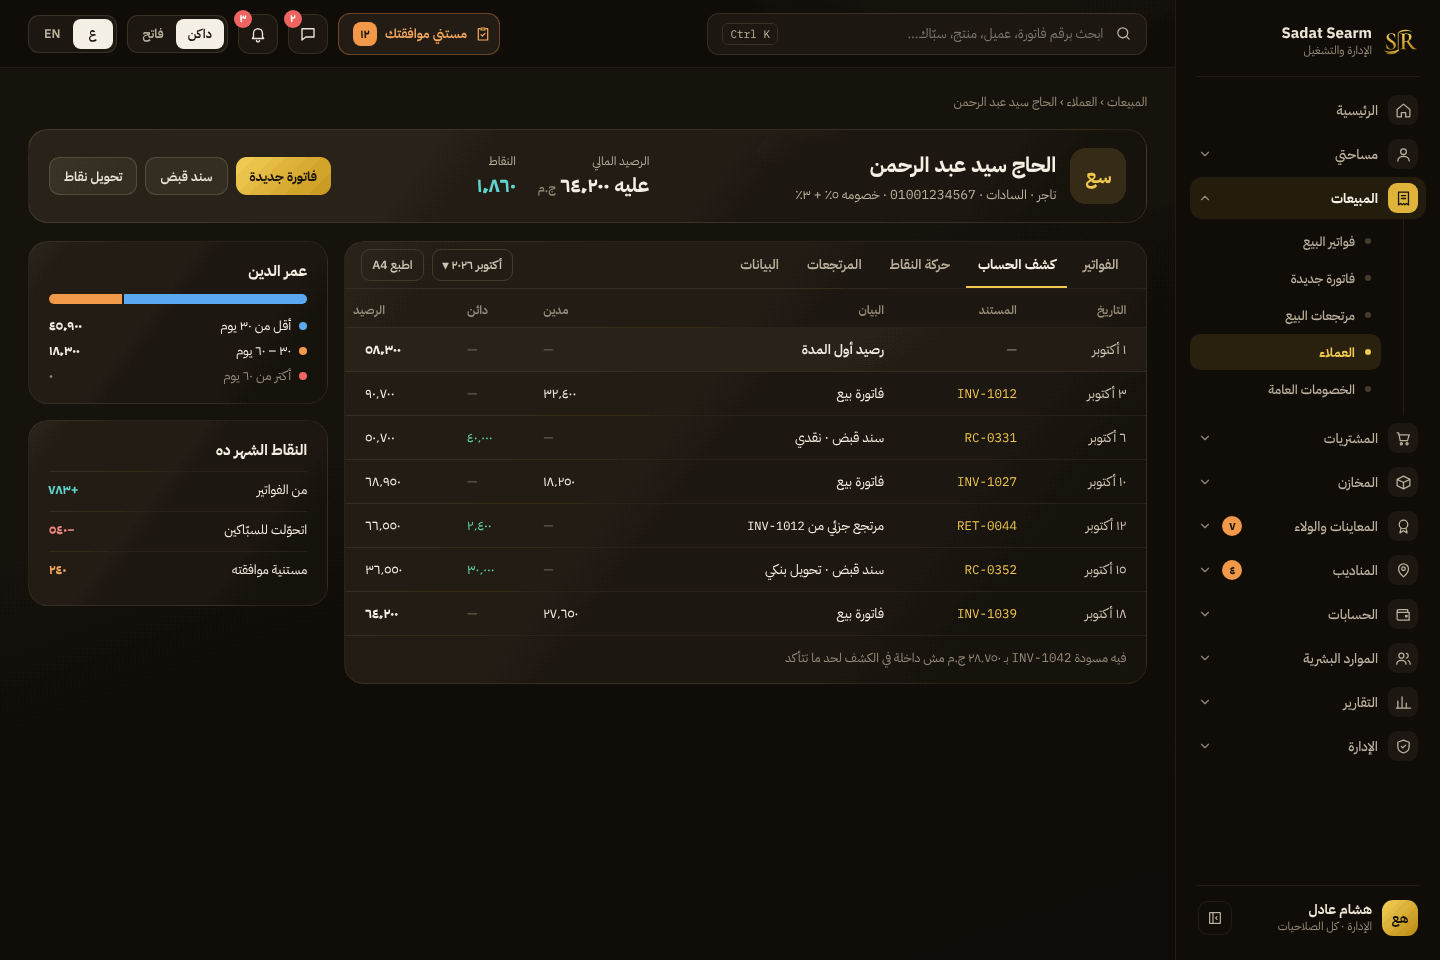 Sadat Searm
الإدارة والتشغيل
SR
الرئيسية
مساحتي
المبيعات
فواتير البيع
فاتورة جديدة
مرتجعات البيع
العملاء
الخصومات العامة
المشتريات
المخازن
المعاينات والولاء ٧
المناديب ٤
الحسابات
الموارد البشرية
التقارير
الإدارة
هع
هشام عادل
الإدارة · كل الصلاحيات
ابحث برقم فاتورة، عميل، منتج، سبّاك... Ctrl K
مستني موافقتك ١٢
٢
٣
داكن فاتح
ع EN
المبيعات › العملاء › الحاج سيد عبد الرحمن
سع
الحاج سيد عبد الرحمن
تاجر · السادات · 01001234567 · خصومه ٥٪ + ٣٪
الرصيد المالي
عليه ٦٤,٢٠٠ ج.م
النقاط
١,٨٦٠
فاتورة جديدة سند قبض تحويل نقاط
الفواتير كشف الحساب حركة النقاط المرتجعات البيانات
أكتوبر ٢٠٢٦ ▾ اطبع A4
التاريخ المستند البيان مدين دائن الرصيد
١ أكتوبر — رصيد أول المدة — — ٥٨,٣٠٠
٣ أكتوبر INV-1012 فاتورة بيع ٣٢,٤٠٠ — ٩٠,٧٠٠
٦ أكتوبر RC-0331 سند قبض · نقدي — ٤٠,٠٠٠ ٥٠,٧٠٠
١٠ أكتوبر INV-1027 فاتورة بيع ١٨,٢٥٠ — ٦٨,٩٥٠
١٢ أكتوبر RET-0044 مرتجع جزئي من INV-1012 — ٢,٤٠٠ ٦٦,٥٥٠
١٥ أكتوبر RC-0352 سند قبض · تحويل بنكي — ٣٠,٠٠٠ ٣٦,٥٥٠
١٨ أكتوبر INV-1039 فاتورة بيع ٢٧,٦٥٠ — ٦٤,٢٠٠
فيه مسودة INV-1042 بـ ٢٨,٧٥٠ ج.م مش داخلة في الكشف لحد ما تتأكد
عمر الدين
أقل من ٣٠ يوم ٤٥,٩٠٠
٣٠ – ٦٠ يوم ١٨,٣٠٠
أكتر من ٦٠ يوم ٠
النقاط الشهر ده
من الفواتير +٧٨٣
اتحوّلت للسبّاكين −٥٤٠
مستنية موافقته ٢٤٠